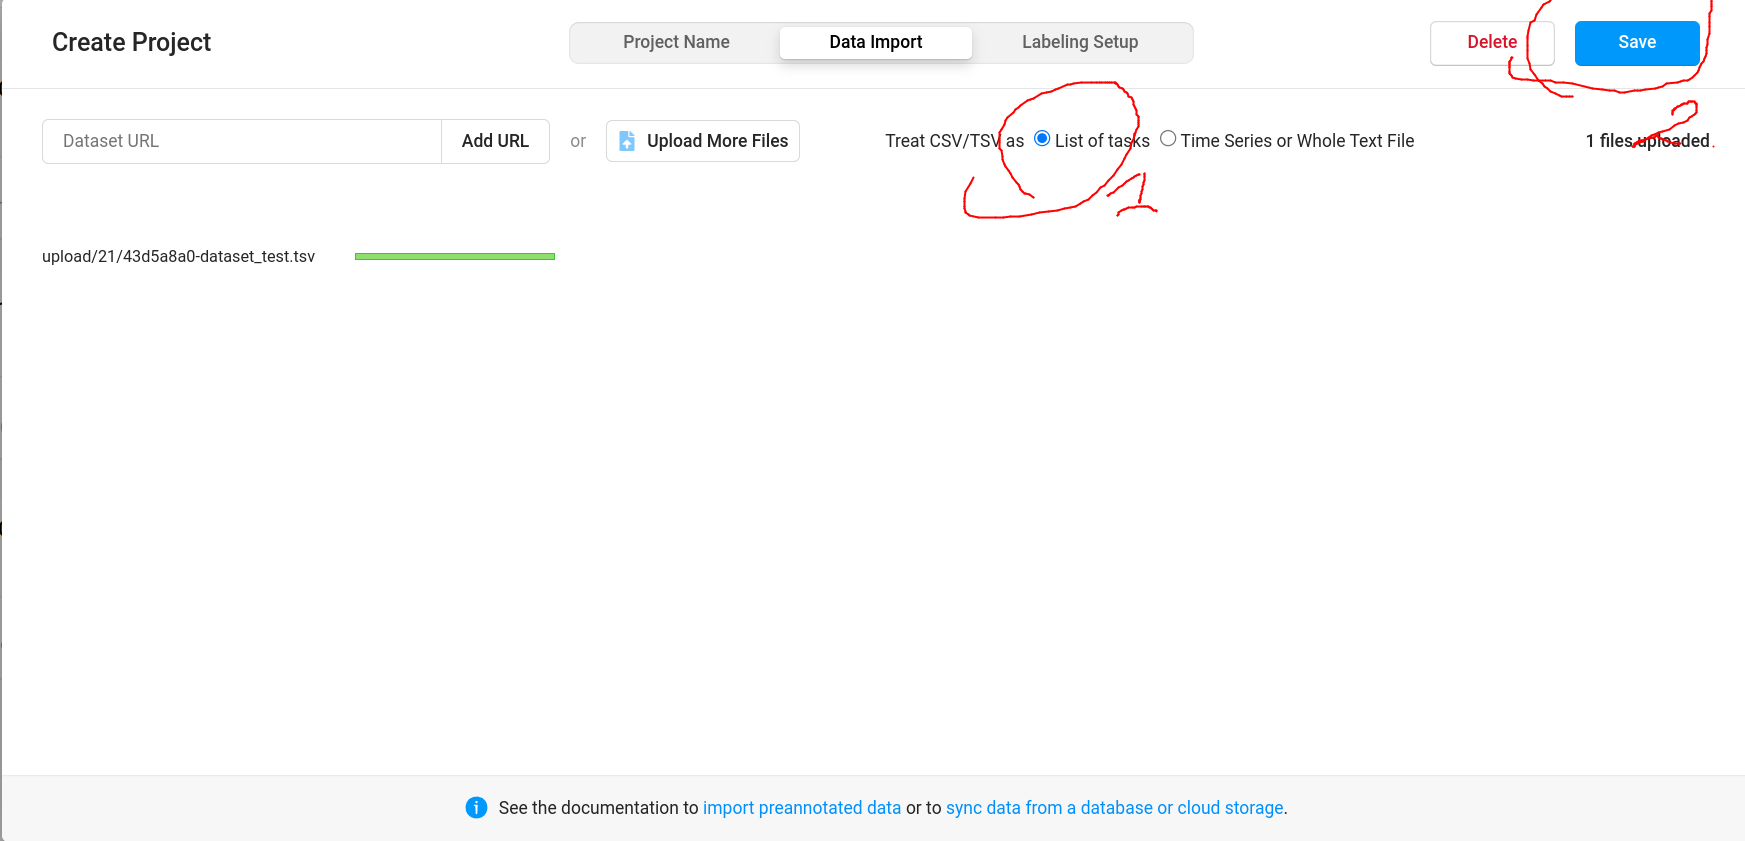 Create Project
Project Name
Data Import
Labeling Setup
Delete
Save
Dataset URL
Add URL
or
Upload More Files
Treat CSV/TSV as
List of tasks
Time Series or Whole Text File
1 files uploaded.
1
2
upload/21/43d5a8a0-dataset_test.tsv
See the documentation to import preannotated data or to sync data from a database or cloud storage.